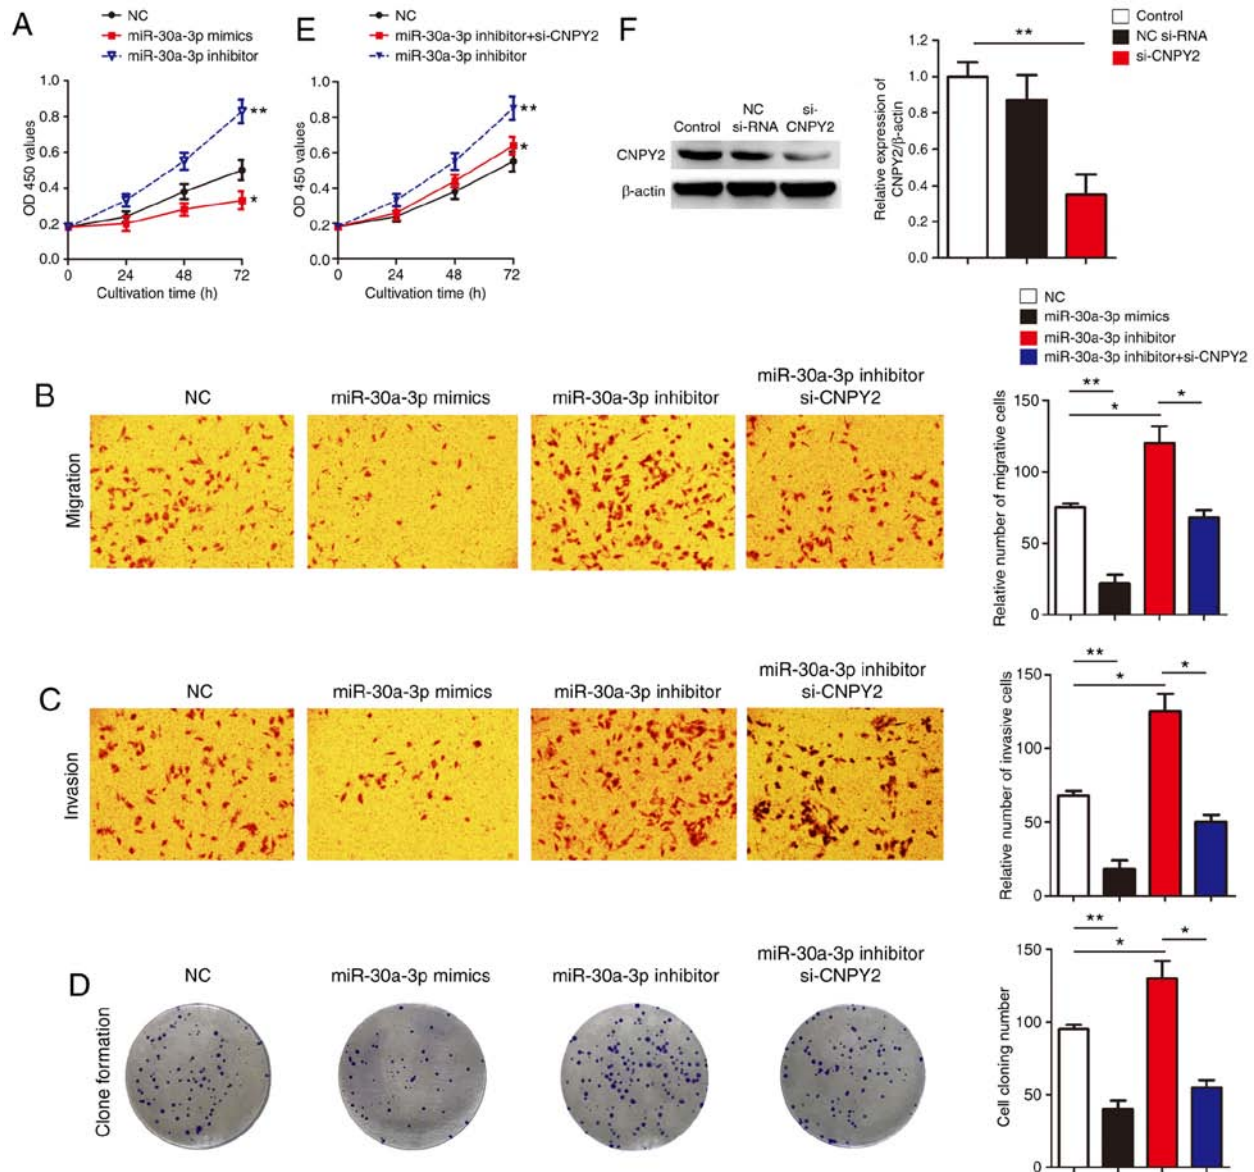 A
NC
miR-30a-3p mimics
miR-30a-3p inhibitor
OD 450 values
1.0
0.8
0.6
0.4
0.2
0.0
**
*
0
24
48
72
Cultivation time (h)
E
NC
miR-30a-3p inhibitor+si-CNPY2
miR-30a-3p inhibitor
OD 450 values
1.0
0.8
0.6
0.4
0.2
0.0
**
*
0
24
48
72
Cultivation time (h)
F
Control
NC
si-RNA
si-
CNPY2
CNPY2
β-actin
Control
NC si-RNA
si-CNPY2
Relative expression of
CNPY2/β-actin
1.2
1.0
0.8
0.6
0.4
0.2
0.0
**
NC
miR-30a-3p mimics
miR-30a-3p inhibitor
miR-30a-3p inhibitor+si-CNPY2
B
Migration
NC
miR-30a-3p mimics
miR-30a-3p inhibitor
miR-30a-3p inhibitor
si-CNPY2
Relative number of migrative cells
150
100
50
0
**
*
*
C
Invasion
NC
miR-30a-3p mimics
miR-30a-3p inhibitor
miR-30a-3p inhibitor
si-CNPY2
Relative number of invasive cells
150
100
50
0
**
*
*
D
Clone formation
NC
miR-30a-3p mimics
miR-30a-3p inhibitor
miR-30a-3p inhibitor
si-CNPY2
Cell cloning number
150
100
50
0
**
*
*